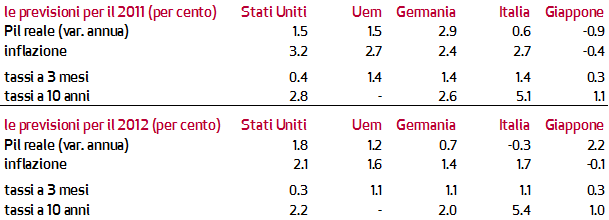 le previsioni per il 2011 (per cento) Stati Uniti Uem Germania Italia Giappone
Pil reale (var. annua) 1.5 1.5 2.9 0.6 -0.9
inflazione 3.2 2.7 2.4 2.7 -0.4
tassi a 3 mesi 0.4 1.4 1.4 1.4 0.3
tassi a 10 anni 2.8 - 2.6 5.1 1.1
le previsioni per il 2012 (per cento) Stati Uniti Uem Germania Italia Giappone
Pil reale (var. annua) 1.8 1.2 0.7 -0.3 2.2
inflazione 2.1 1.6 1.4 1.7 -0.1
tassi a 3 mesi 0.3 1.1 1.1 1.1 0.3
tassi a 10 anni 2.2 - 2.0 5.4 1.0